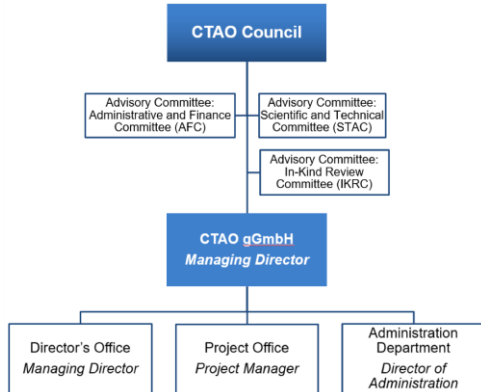 CTAO Council
Advisory Committee:
Administrative and Finance
Committee (AFC)
Advisory Committee:
Scientific and Technical
Committee (STAC)
Advisory Committee:
In-Kind Review
Committee (IKRC)
CTAO gGmbH
Managing Director
Director's Office
Managing Director
Project Office
Project Manager
Administration
Department
Director of
Administration